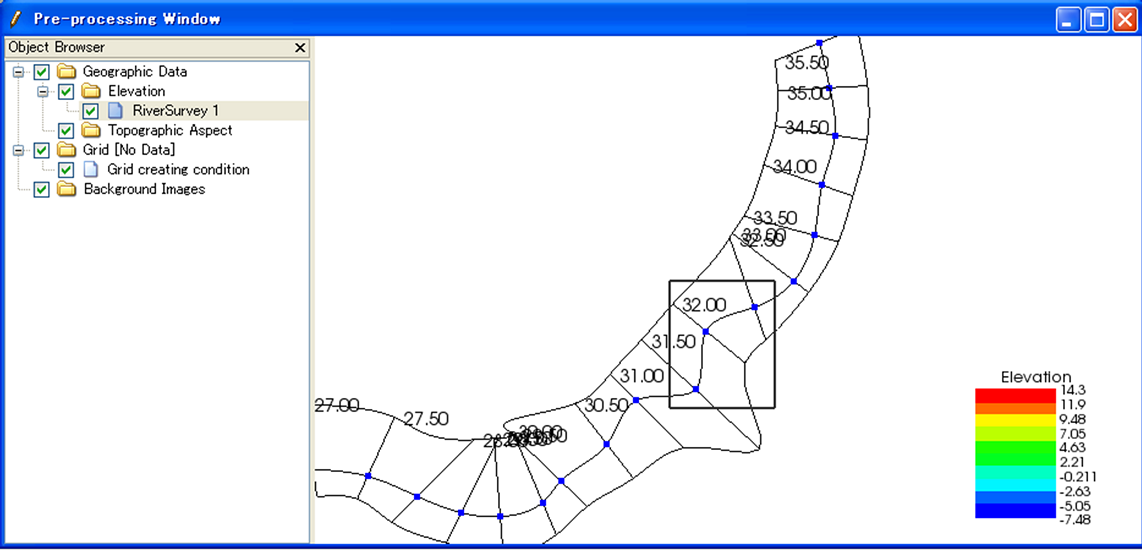 Pre-processing Window
Object Browser
Geographic Data
Elevation
RiverSurvey 1
Topographic Aspect
Grid [No Data]
Grid creating condition
Background Images
35.50
35.00
34.50
34.00
33.50
33.00
32.50
32.00
31.50
31.00
30.50
27.00
27.50
Elevation
14.3
11.9
9.48
7.05
4.63
2.21
-0.211
-2.63
-5.05
-7.48